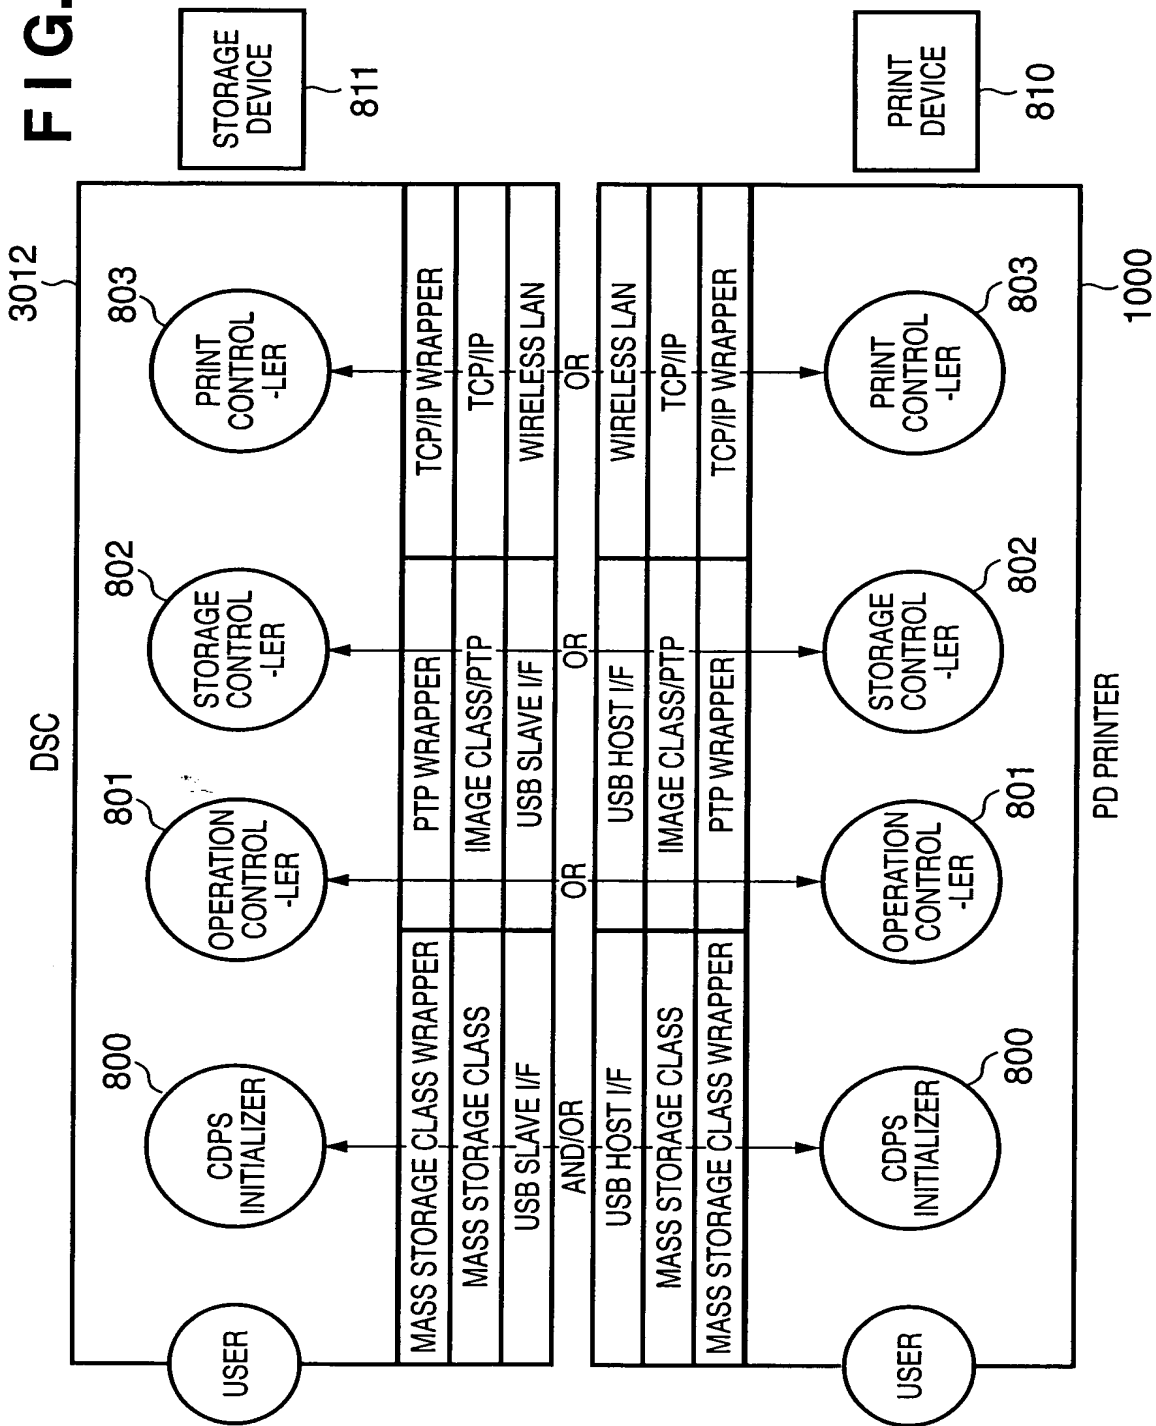 FIG.
3012
DSC
800
801
802
803
CDPS
INITIALIZER
OPERATION
CONTROL
-LER
STORAGE
CONTROL
-LER
PRINT
CONTROL
-LER
STORAGE
DEVICE
811
USER
MASS STORAGE CLASS WRAPPER
PTP WRAPPER
TCP/IP WRAPPER
MASS STORAGE CLASS
IMAGE CLASS/PTP
TCP/IP
USB SLAVE I/F
USB SLAVE I/F
WIRELESS LAN
AND/OR
OR
OR
OR
USB HOST I/F
USB HOST I/F
WIRELESS LAN
MASS STORAGE CLASS
IMAGE CLASS/PTP
TCP/IP
MASS STORAGE CLASS WRAPPER
PTP WRAPPER
TCP/IP WRAPPER
USER
CDPS
INITIALIZER
OPERATION
CONTROL
-LER
STORAGE
CONTROL
-LER
PRINT
CONTROL
-LER
PRINT
DEVICE
810
800
801
802
803
PD PRINTER
1000